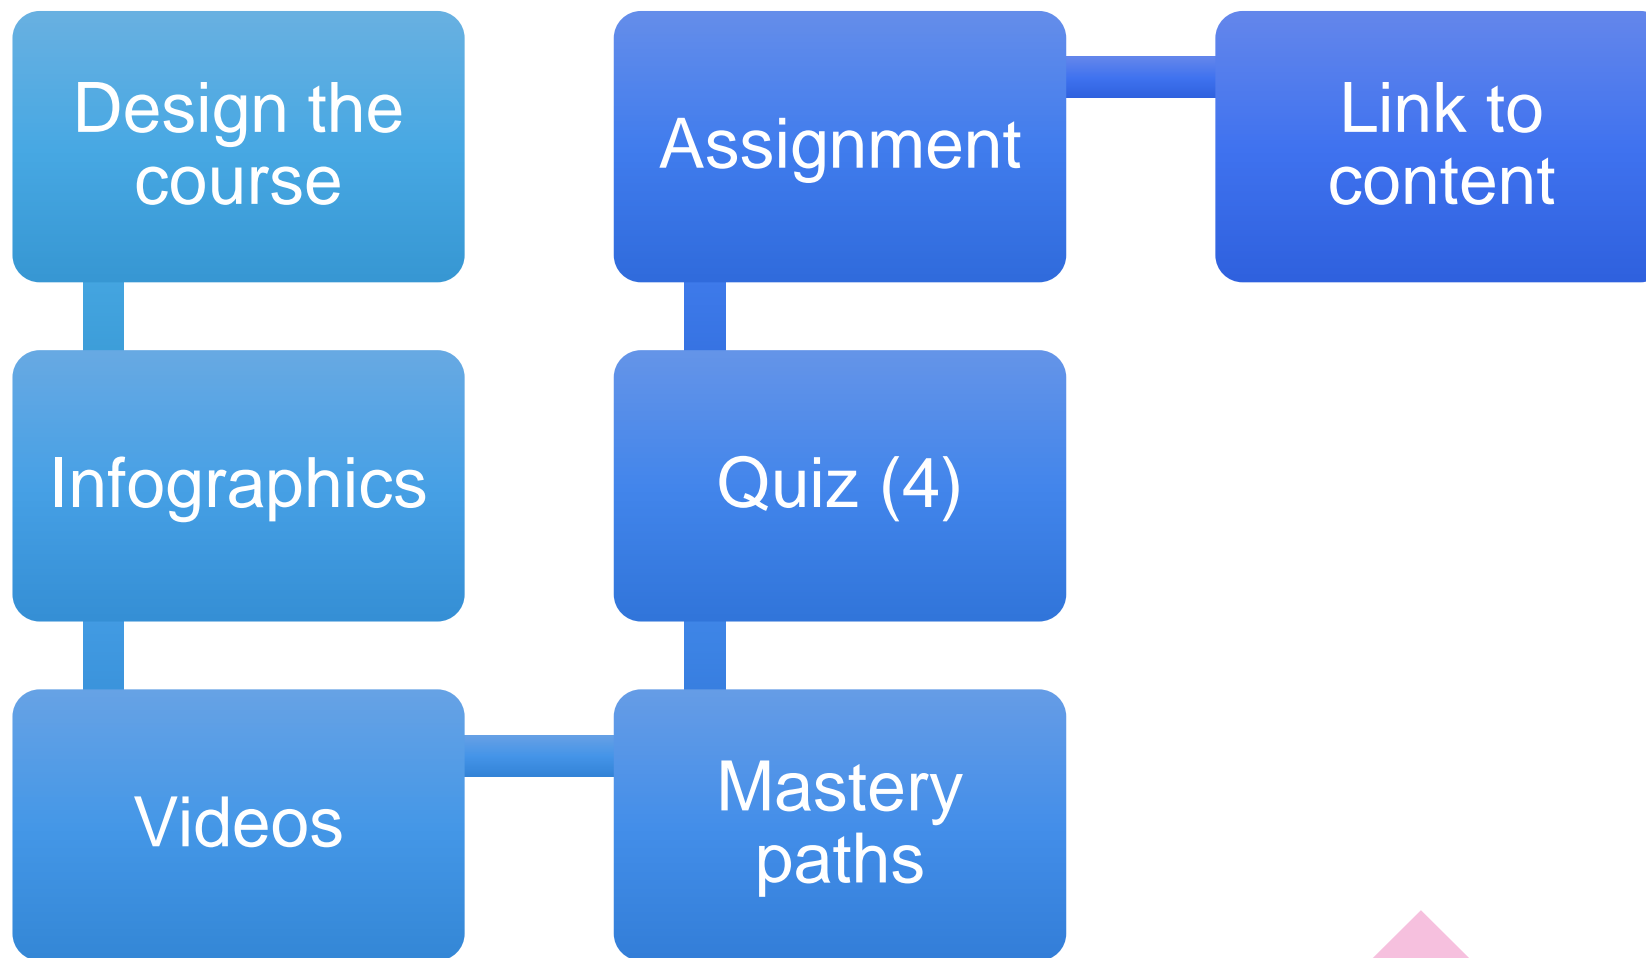 Design the
course
Infographics
Videos
Mastery
paths
Quiz (4)
Assignment
Link to
content